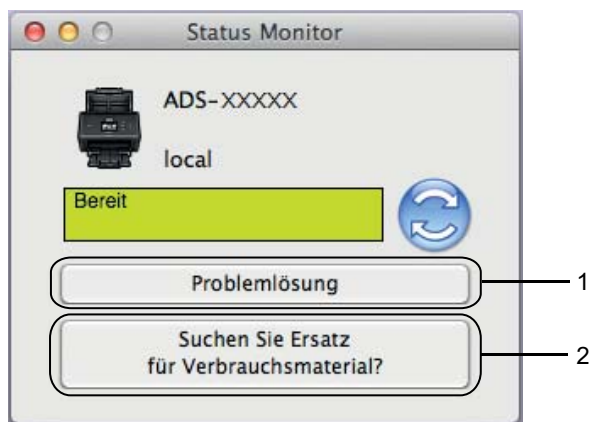 Status Monitor
ADS-XXXXX
local
Bereit
Problemlösung
1
Suchen Sie Ersatz
für Verbrauchsmaterial?
2